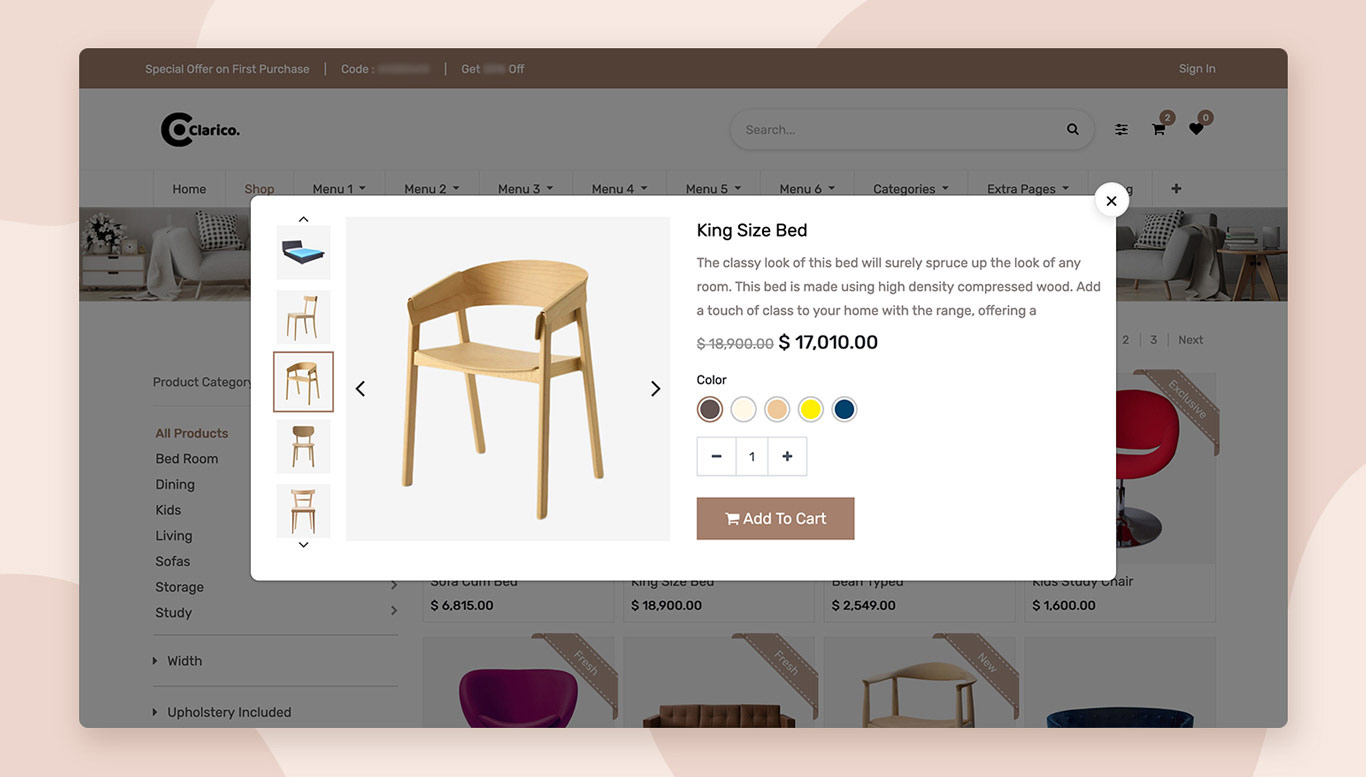 Special Offer on First Purchase | Code : | Get Off
Sign In
Clarico.
Search...
2
0
Home
Shop
Menu 1
Menu 2
Menu 3
Menu 4
Menu 5
Menu 6
Categories
Extra Pages
g
King Size Bed
The classy look of this bed will surely spruce up the look of any
room. This bed is made using high density compressed wood. Add
a touch of class to your home with the range, offering a
$ 18,900.00 $ 17,010.00
Color
1
Add To Cart
2 | 3 | Next
Product Category
All Products
Bed Room
Dining
Kids
Living
Sofas
Storage
Study
Width
Upholstery Included
Exclusive
Sofa Cum Bed
$ 6,815.00
King Size Bed
$ 18,900.00
Bean Typed
$ 2,549.00
Kids Study Chair
$ 1,600.00
Fresh
Fresh
New